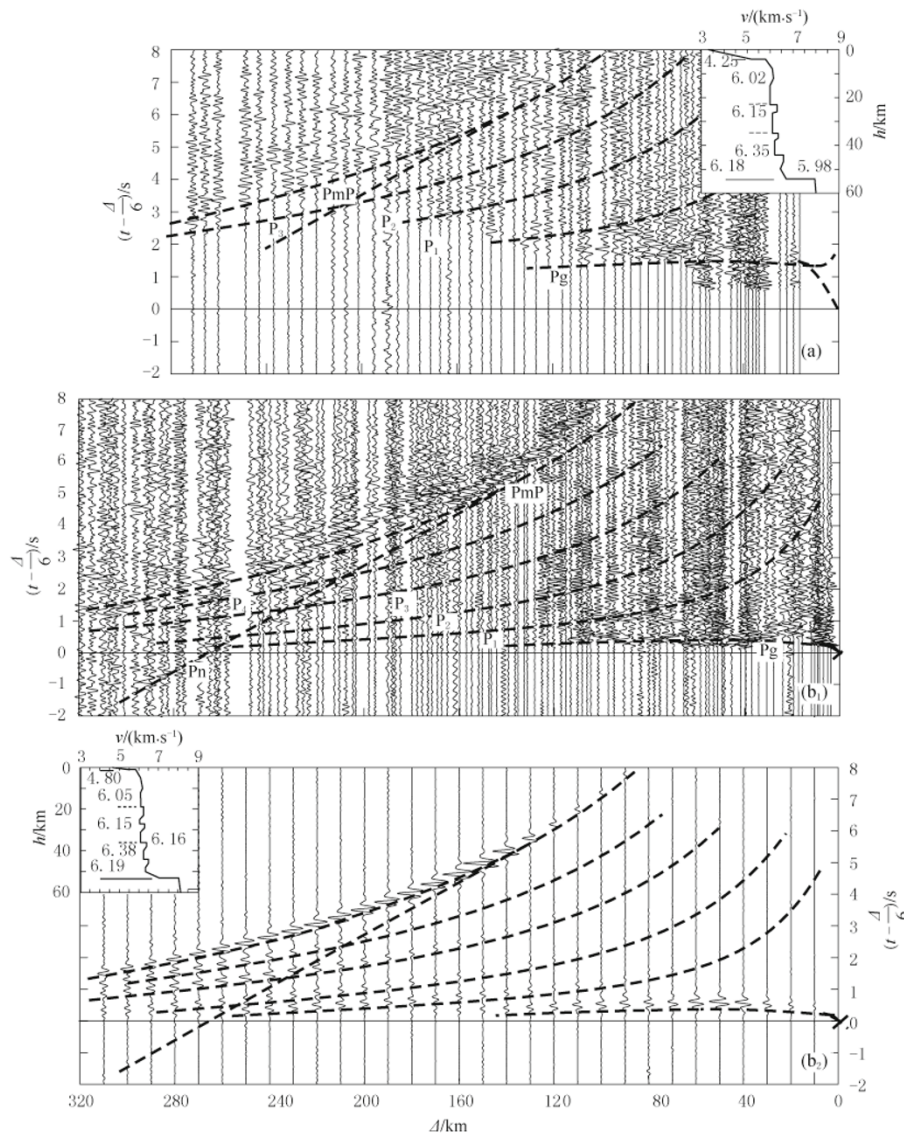 v/(km·s⁻¹)
3 5 7 9
8
7
6
5
4
3
2
1
0
-1
-2
(t - Δ/6)/s
4.25
6.02
6.15
6.35
6.18
5.98
0
20
40
60
h/km
PmP
P₃
P₂
P₁
Pg
(a)
8
7
6
5
4
3
2
1
0
-1
-2
(t - Δ/6)/s
PmP
P₃
P₂
P₁
Pg
Pn
(b₁)
v/(km·s⁻¹)
3 5 7 9
0
20
40
60
h/km
4.80
6.05
6.15
6.16
6.38
6.19
8
7
6
5
4
3
2
1
0
-1
-2
(t - Δ/6)/s
(b₂)
320 280 240 200 160 120 80 40 0
Δ/km